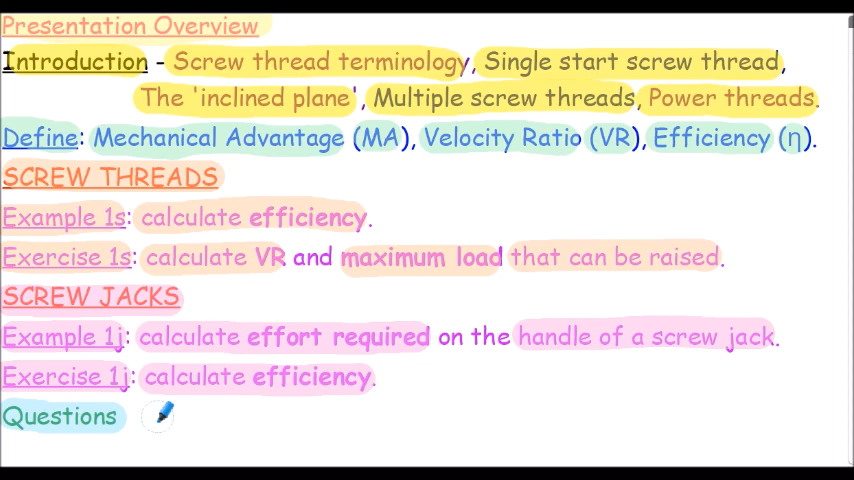 Presentation Overview
Introduction - Screw thread terminology, Single start screw thread,
The 'inclined plane', Multiple screw threads, Power threads.
Define: Mechanical Advantage (MA), Velocity Ratio (VR), Efficiency (η).
SCREW THREADS
Example 1s: calculate efficiency.
Exercise 1s: calculate VR and maximum load that can be raised.
SCREW JACKS
Example 1j: calculate effort required on the handle of a screw jack.
Exercise 1j: calculate efficiency.
Questions